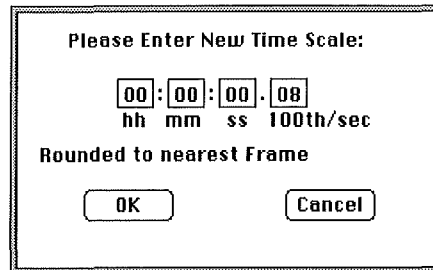 Please Enter New Time Scale:
00:00:00.08
hh mm ss 100th/sec
Rounded to nearest Frame
OK Cancel